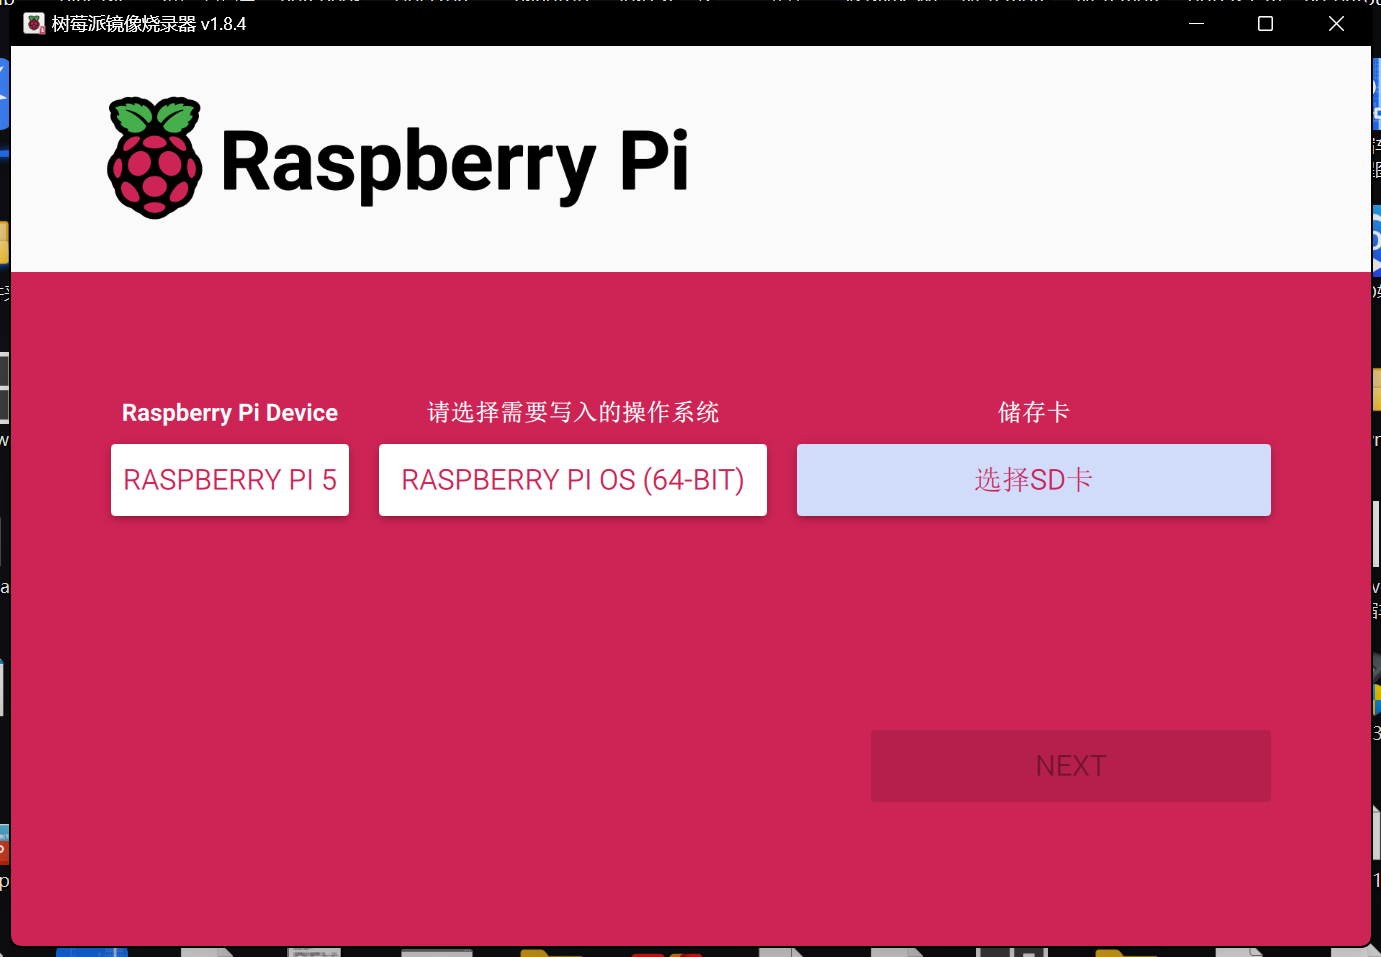 树莓派镜像烧录器 v1.8.4
Raspberry Pi
Raspberry Pi Device
请选择需要写入的操作系统
储存卡
RASPBERRY PI 5
RASPBERRY PI OS (64-BIT)
选择SD卡
NEXT